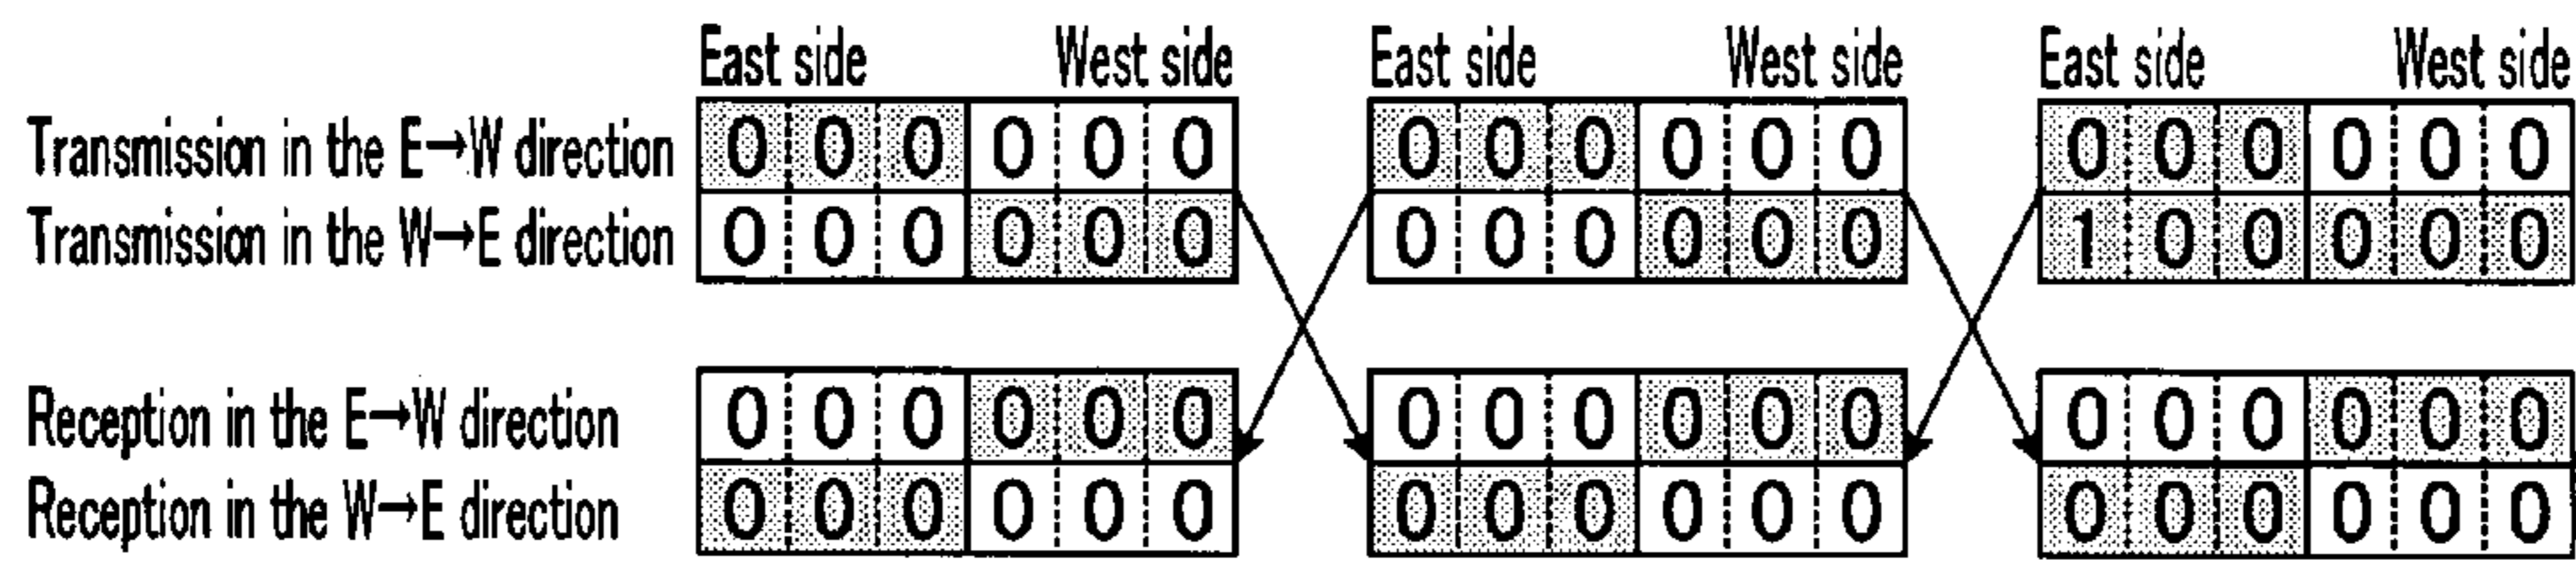 East side West side East side West side East side West side
Transmission in the E→W direction 0 0 0 0 0 0 0 0 0 0 0 0 0 0 0 0 0 0
Transmission in the W→E direction 0 0 0 0 0 0 0 0 0 0 0 0 1 0 0 0 0 0
Reception in the E→W direction 0 0 0 0 0 0 0 0 0 0 0 0 0 0 0 0 0 0
Reception in the W→E direction 0 0 0 0 0 0 0 0 0 0 0 0 0 0 0 0 0 0